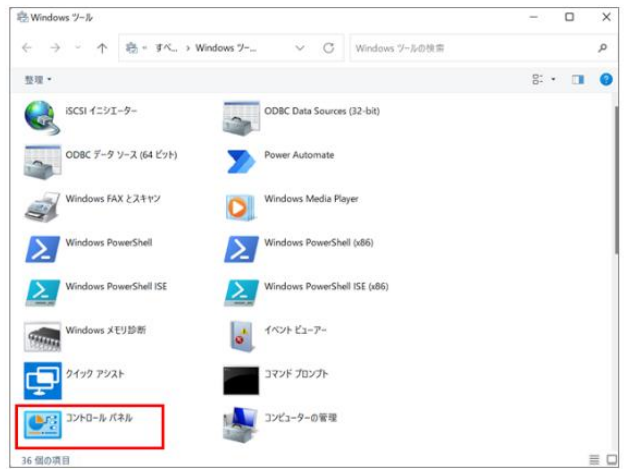 Windows ツール
すべ... › Windows ツー...
Windows ツールの検索
整理
iSCSI イニシエーター
ODBC Data Sources (32-bit)
ODBC データ ソース (64 ビット)
Power Automate
Windows FAX とスキャン
Windows Media Player
Windows PowerShell
Windows PowerShell (x86)
Windows PowerShell ISE
Windows PowerShell ISE (x86)
Windows メモリ診断
イベント ビューアー
クイック アシスト
コマンド プロンプト
コントロール パネル
コンピューターの管理
36 個の項目